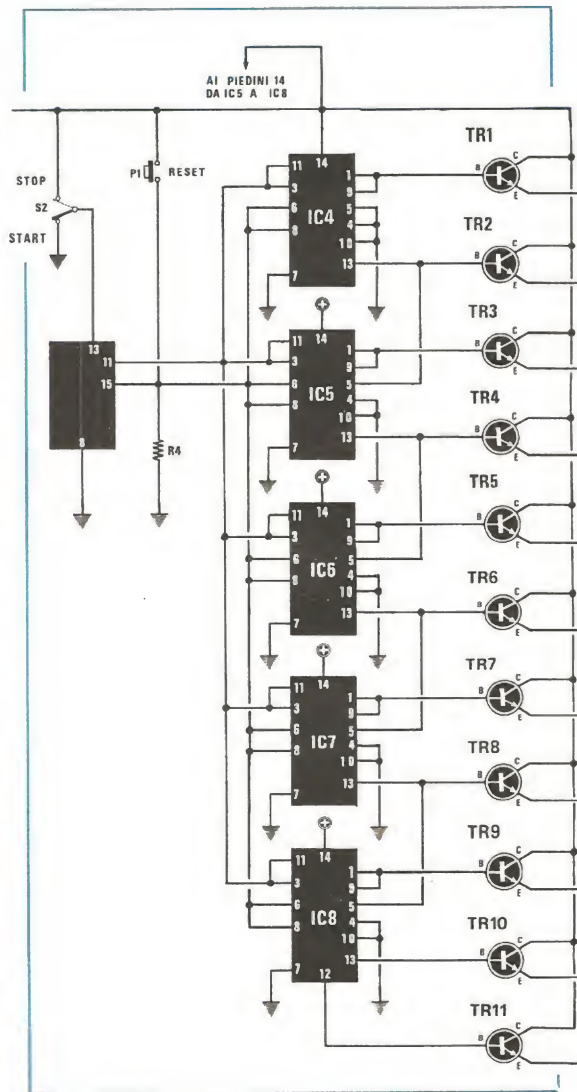 AI PIEDINI 14
DA IC5 A IC8
STOP
S2
START
P1 RESET
13
11
15
8
R4
11
14
3
6
8
7
IC4
1
9
5
4
10
13
11
14
3
6
8
7
IC5
1
9
5
4
10
13
11
14
3
6
8
7
IC6
1
9
5
4
10
13
11
14
3
6
8
7
IC7
1
9
5
4
10
13
11
14
3
6
8
7
IC8
1
9
5
4
10
13
12
TR1
B C E
TR2
B C E
TR3
B C E
TR4
B C E
TR5
B C E
TR6
B C E
TR7
B C E
TR8
B C E
TR9
B C E
TR10
B C E
TR11
B C E